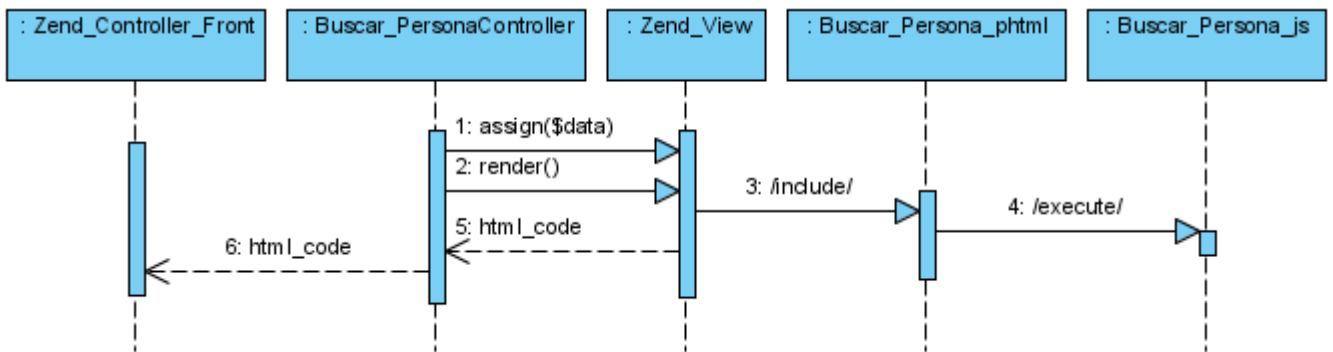 : Zend_Controller_Front
: Buscar_PersonaController
: Zend_View
: Buscar_Persona_phtml
: Buscar_Persona_js
1: assign($data)
2: render()
3: /include/
4: /execute/
5: html_code
6: html_code